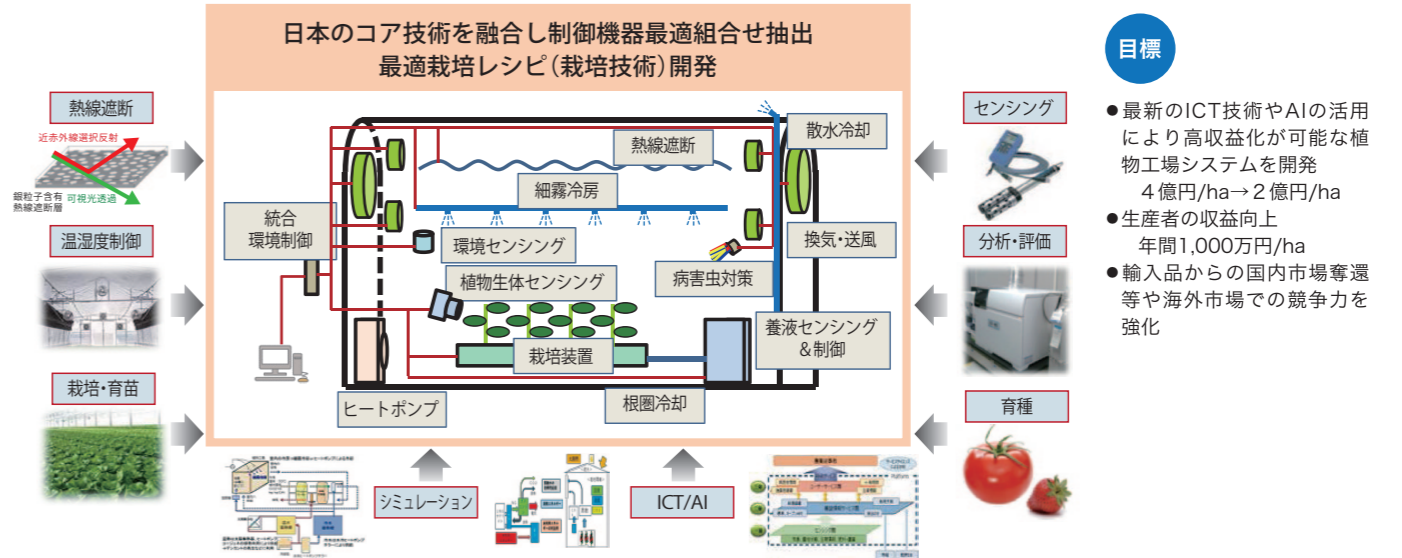 日本のコア技術を融合し制御機器最適組合せ抽出
最適栽培レシピ(栽培技術)開発
熱線遮断
近赤外線選択反射
銀粒子含有
熱線遮断層
可視光透過
温湿度制御
栽培・育苗
統合
環境制御
熱線遮断
散水冷却
細霧冷房
環境センシング
植物生体センシング
換気・送風
病害虫対策
養液センシング
&制御
栽培装置
ヒートポンプ
根圏冷却
シミュレーション
ICT/AI
センシング
分析・評価
育種
目標
●最新のICT技術やAIの活用
により高収益化が可能な植
物工場システムを開発
4億円/ha→2億円/ha
●生産者の収益向上
年間1,000万円/ha
●輸入品からの国内市場奪還
等や海外市場での競争力を
強化